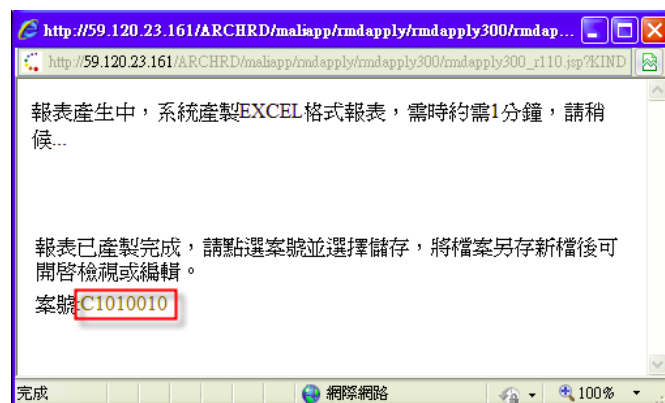 http://59.120.23.161/ARCHRD/maliapp/rmdapply/rmdapply300/rmdap...
http://59.120.23.161/ARCHRD/maliapp/rmdapply/rmdapply300/rmdapply300_r110.jsp?KIND
報表產生中，系統產製EXCEL格式報表，需時約需1分鐘，請稍
候...
報表已產製完成，請點選案號並選擇儲存，將檔案另存新檔後可
開啓檢視或編輯。
案號:C1010010
完成 網際網路 100%